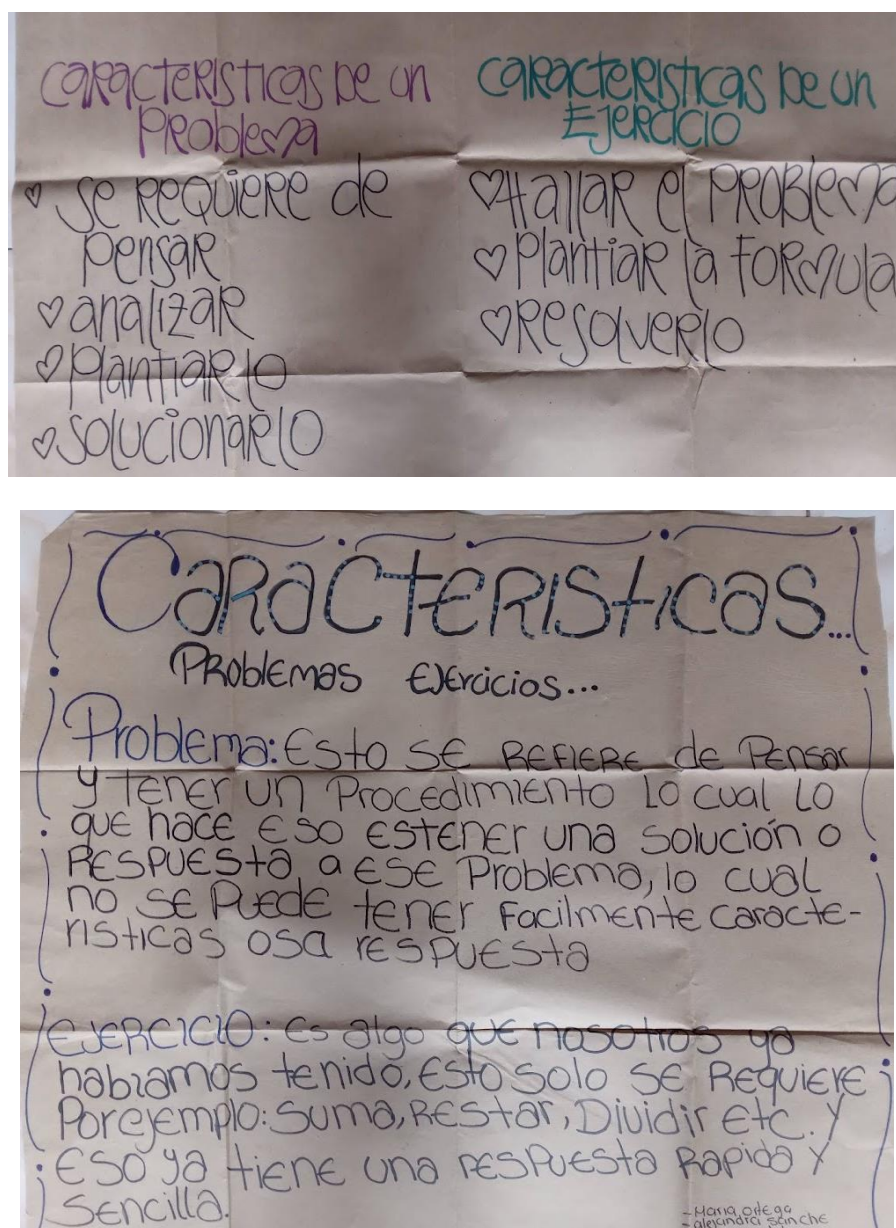 CARACTERISTICAS DE UN
PROBlema
♡ SE REQUIERE de
PenSaR
♡ analizaR
♡ PlantiaRlo
♡ SolucionaRlo
CaRacteRisticas De un
EjeRcicio
♡ HallaR el PROBlema
♡ PlantiaR la FoRmula
♡ ResolveRlo
CaRacteRISticas...
PRoblEmas EjErcicios...
Problema: Esto SE REFIERE de PEnsar
y tenER un Procedimiento lo cual lo
que hace Eso estener una solución o
RESPUESta a ESE Problema, lo cual
no SE PuEdE tener Facilmente caractE-
risticas osa rESPUESta
EJERCICIO: Es algo quE nosotros ya
habiamos tenido, Esto solo SE REquiEre
PorejEmplo: Suma, REStar, Dividir Etc. Y
Eso ya tiene una rESPUESta Rapida Y
SEncilla.
- Maria ortega
- alejandra sanche